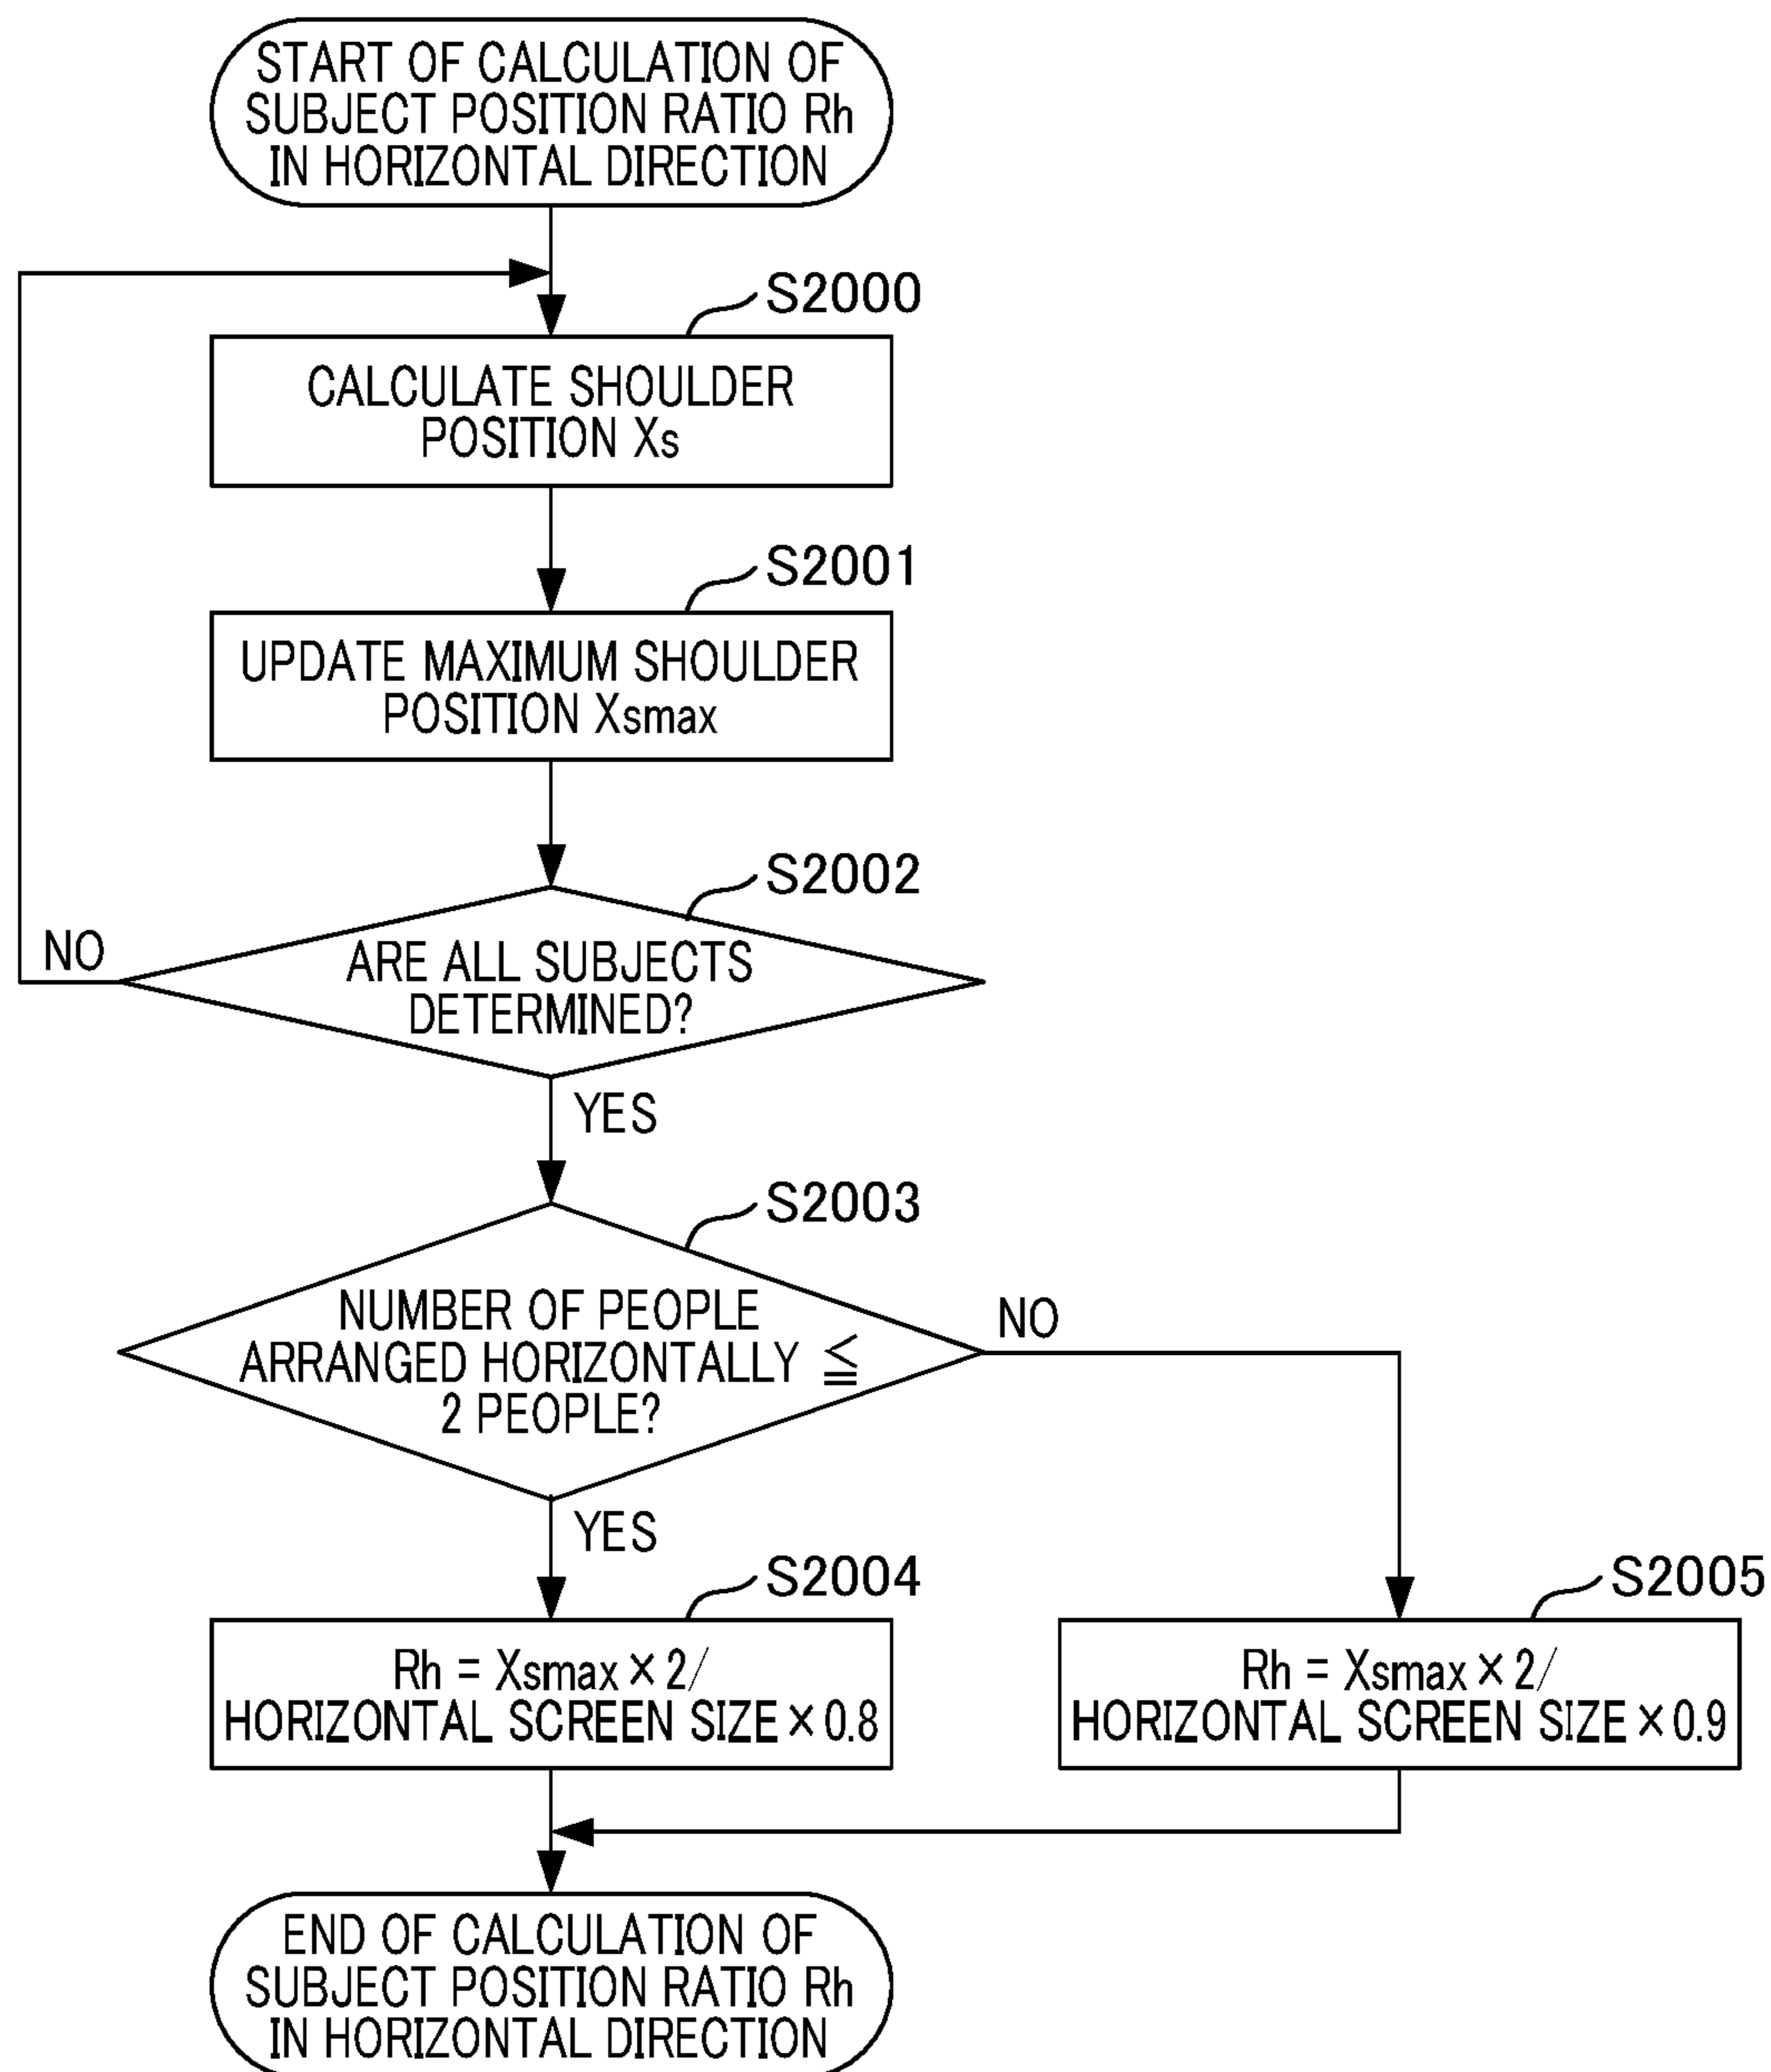 START OF CALCULATION OF
SUBJECT POSITION RATIO Rh
IN HORIZONTAL DIRECTION
S2000
CALCULATE SHOULDER
POSITION Xs
S2001
UPDATE MAXIMUM SHOULDER
POSITION Xsmax
S2002
NO
ARE ALL SUBJECTS
DETERMINED?
YES
S2003
NUMBER OF PEOPLE
ARRANGED HORIZONTALLY ≦
2 PEOPLE?
NO
YES
S2004
Rh = Xsmax × 2/
HORIZONTAL SCREEN SIZE × 0.8
S2005
Rh = Xsmax × 2/
HORIZONTAL SCREEN SIZE × 0.9
END OF CALCULATION OF
SUBJECT POSITION RATIO Rh
IN HORIZONTAL DIRECTION